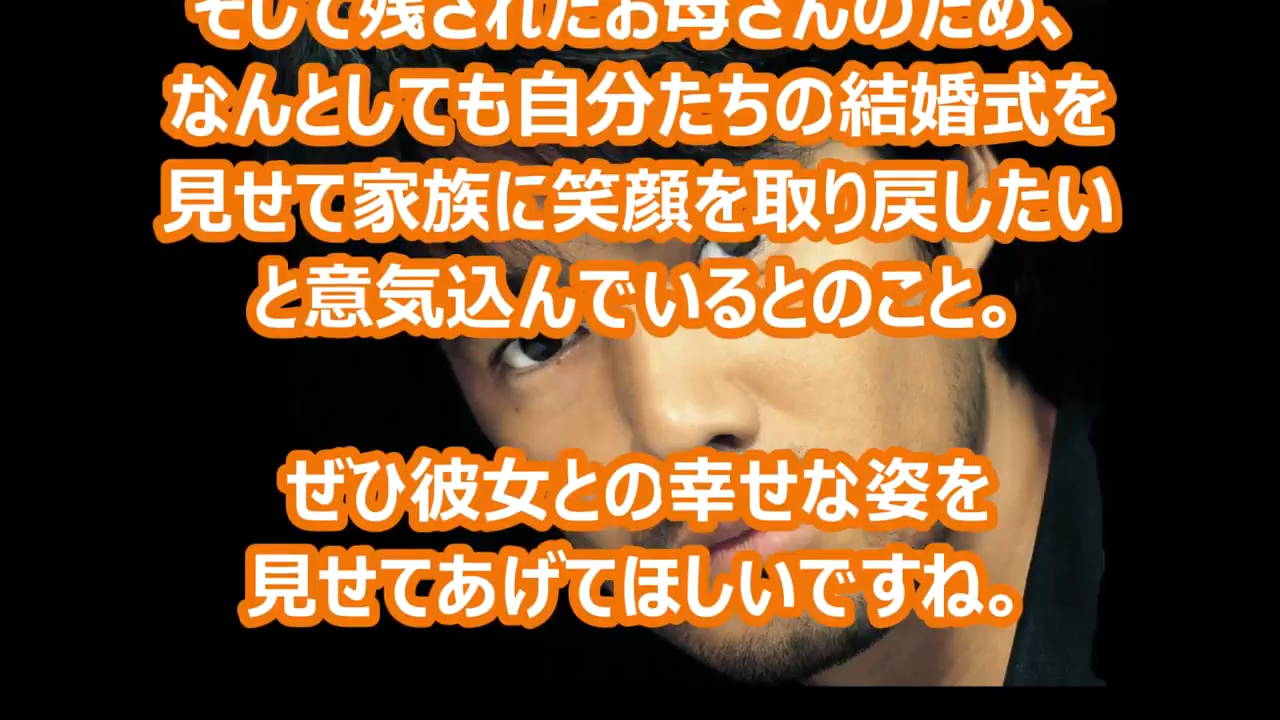 そして残されたお母さんのため、
なんとしても自分たちの結婚式を
見せて家族に笑顔を取り戻したい
と意気込んでいるとのこと。
ぜひ彼女との幸せな姿を
見せてあげてほしいですね。